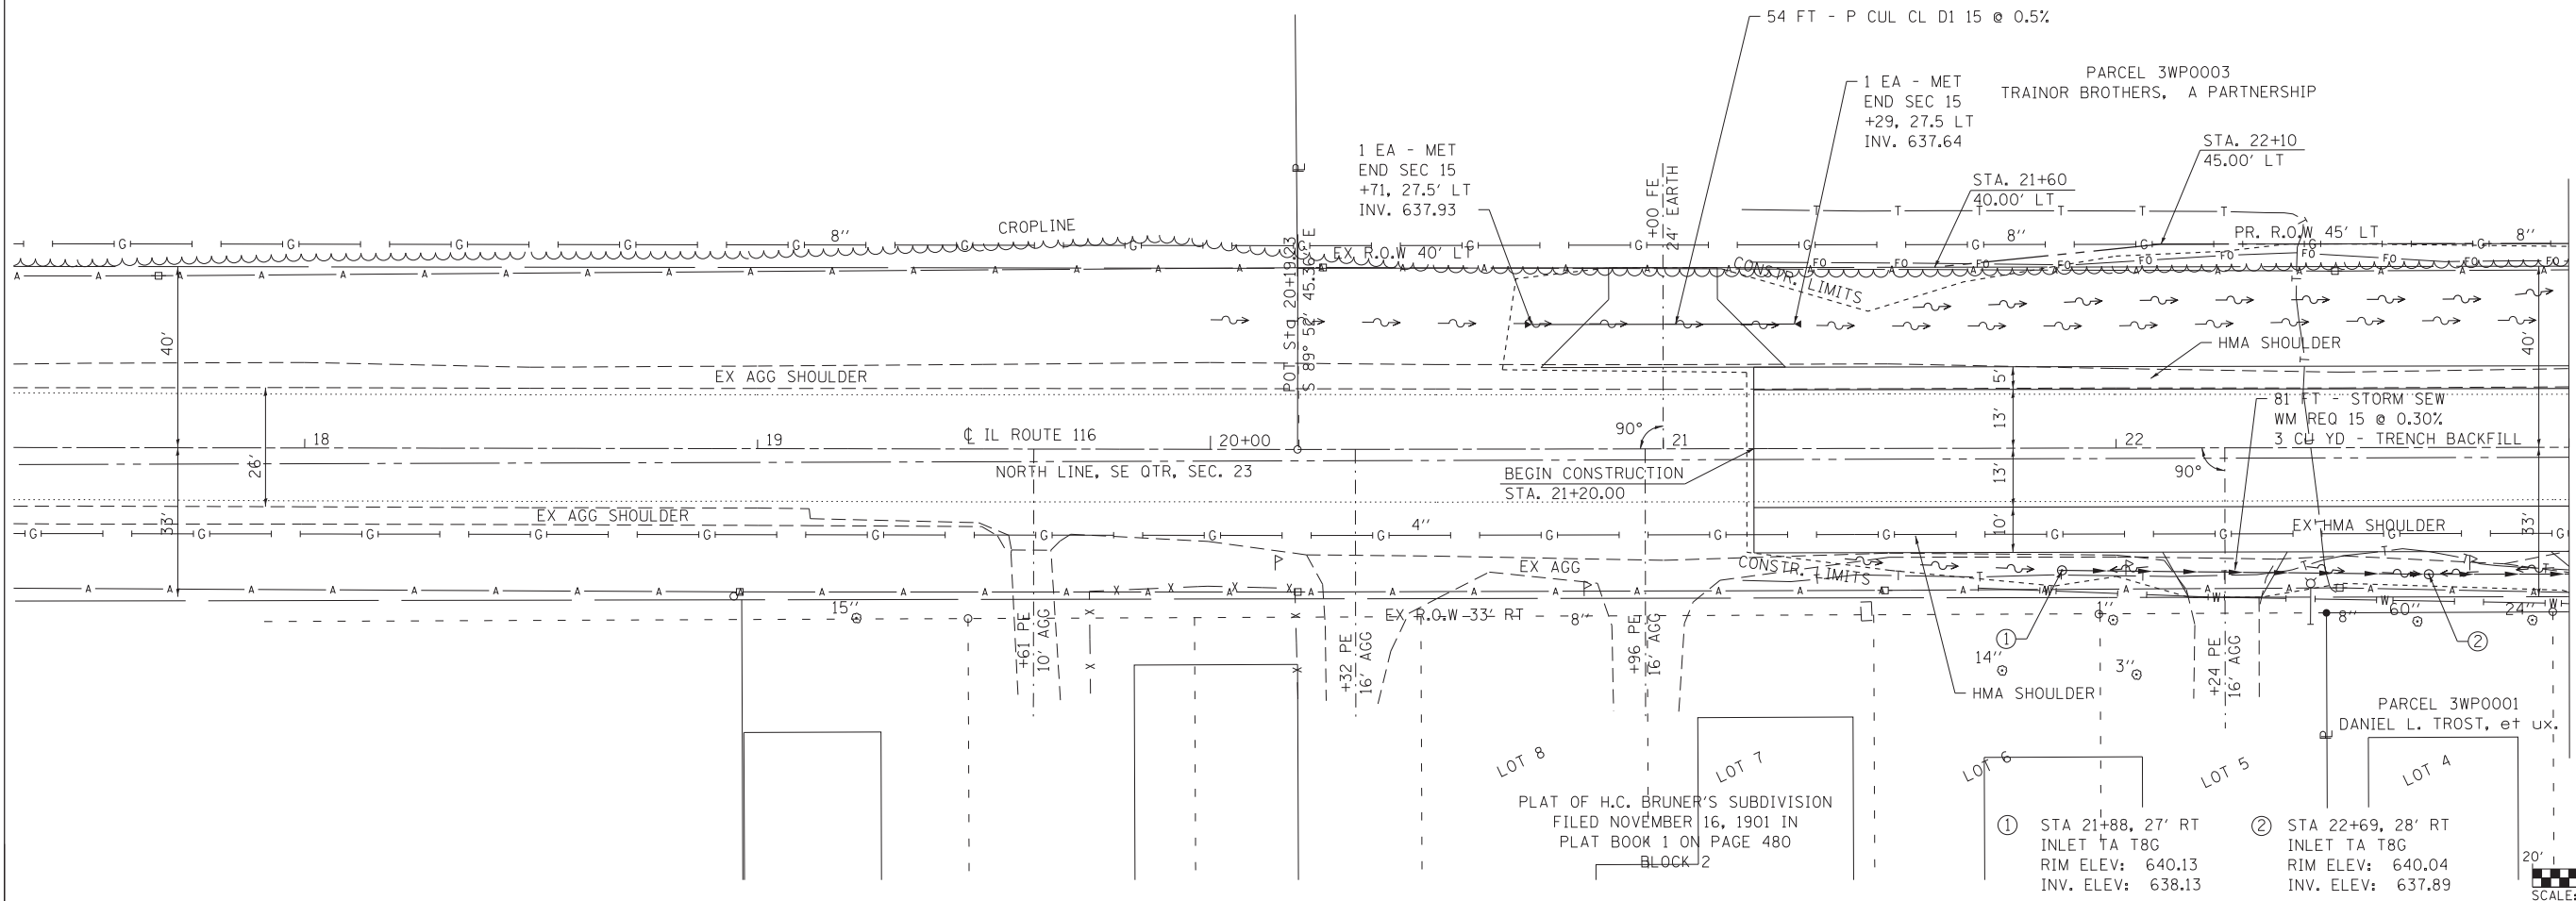 54 FT - P CUL CL D1 15 @ 0.5%
1 EA - MET
END SEC 15
+29, 27.5 LT
INV. 637.64
PARCEL 3WP0003
TRAINOR BROTHERS, A PARTNERSHIP
1 EA - MET
END SEC 15
+71, 27.5' LT
INV. 637.93
STA. 22+10
45.00' LT
STA. 21+60
40.00' LT
+00 FE
24' EARTH
P
CROPLINE
8"
8"
8"
EX R.O.W 40' LT
PR. R.O.W 45' LT
CONSTR. LIMITS
POT Sta 20+19.23
S 89° 52' 45.36" E
40'
40'
EX AGG SHOULDER
HMA SHOULDER
5'
13'
13'
10'
81 FT - STORM SEW
WM REQ 15 @ 0.30%
3 CU YD - TRENCH BACKFILL
18
19
℄ IL ROUTE 116
20+00
90°
21
22
90°
NORTH LINE, SE QTR, SEC. 23
26'
BEGIN CONSTRUCTION
STA. 21+20.00
EX AGG SHOULDER
33'
33'
4"
EX HMA SHOULDER
EX AGG
CONSTR. LIMITS
15"
EX R.O.W 33' RT
8"
1"
8"
60"
24"
+61 PE
10' AGG
+32 PE
16' AGG
+96 PE
16' AGG
+24 PE
16' AGG
1
2
14"
3"
HMA SHOULDER
PARCEL 3WP0001
DANIEL L. TROST, et ux.
P
LOT 8
LOT 7
LOT 6
LOT 5
LOT 4
PLAT OF H.C. BRUNER'S SUBDIVISION
FILED NOVEMBER 16, 1901 IN
PLAT BOOK 1 ON PAGE 480
BLOCK 2
1 STA 21+88, 27' RT
INLET TA T8G
RIM ELEV: 640.13
INV. ELEV: 638.13
2 STA 22+69, 28' RT
INLET TA T8G
RIM ELEV: 640.04
INV. ELEV: 637.89
20'
SCALE: